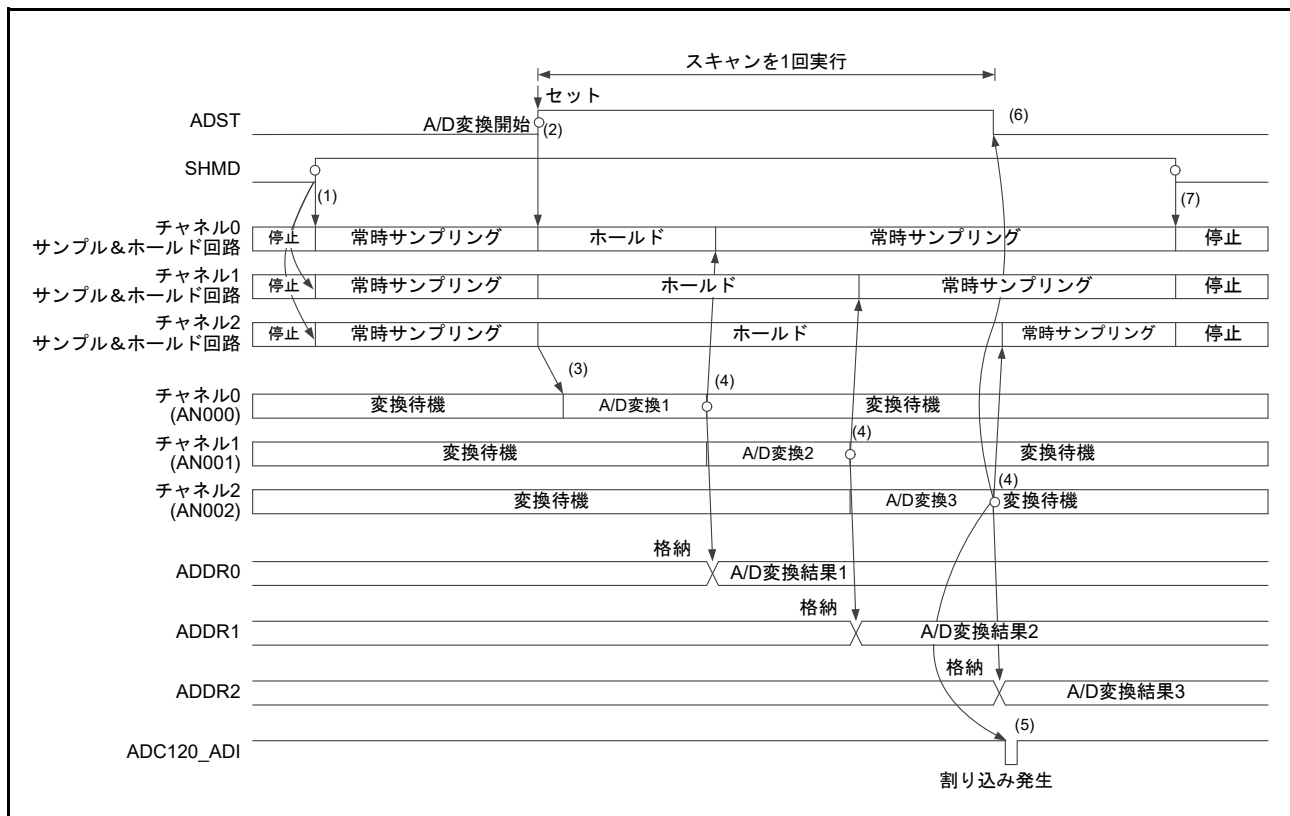 スキャンを1回実行
セット
ADST
A/D変換開始
(2)
(6)
SHMD
(1)
(7)
チャネル0
サンプル&ホールド回路
停止
常時サンプリング
ホールド
常時サンプリング
停止
チャネル1
サンプル&ホールド回路
停止
常時サンプリング
ホールド
常時サンプリング
停止
チャネル2
サンプル&ホールド回路
停止
常時サンプリング
ホールド
常時サンプリング
停止
(3)
(4)
チャネル0
(AN000)
変換待機
A/D変換1
変換待機
(4)
チャネル1
(AN001)
変換待機
A/D変換2
変換待機
(4)
チャネル2
(AN002)
変換待機
A/D変換3
変換待機
格納
ADDR0
A/D変換結果1
格納
ADDR1
A/D変換結果2
格納
ADDR2
A/D変換結果3
(5)
ADC120_ADI
割り込み発生